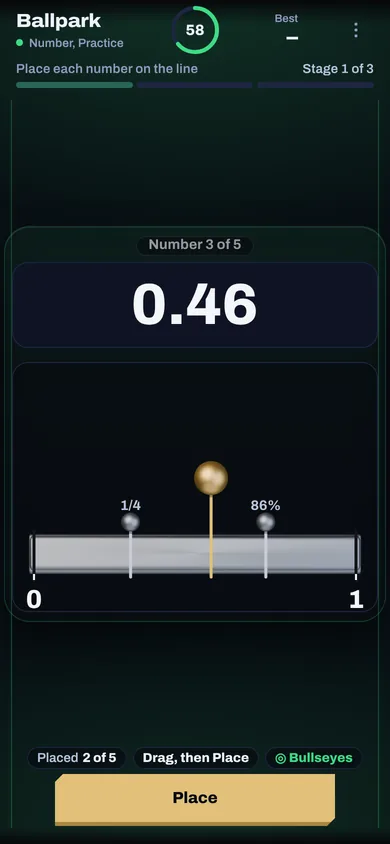 Ballpark
58
Best
–
Number, Practice
Place each number on the line
Stage 1 of 3
Number 3 of 5
0.46
1/4
86%
0
1
Placed 2 of 5
Drag, then Place
◎ Bullseyes
Place